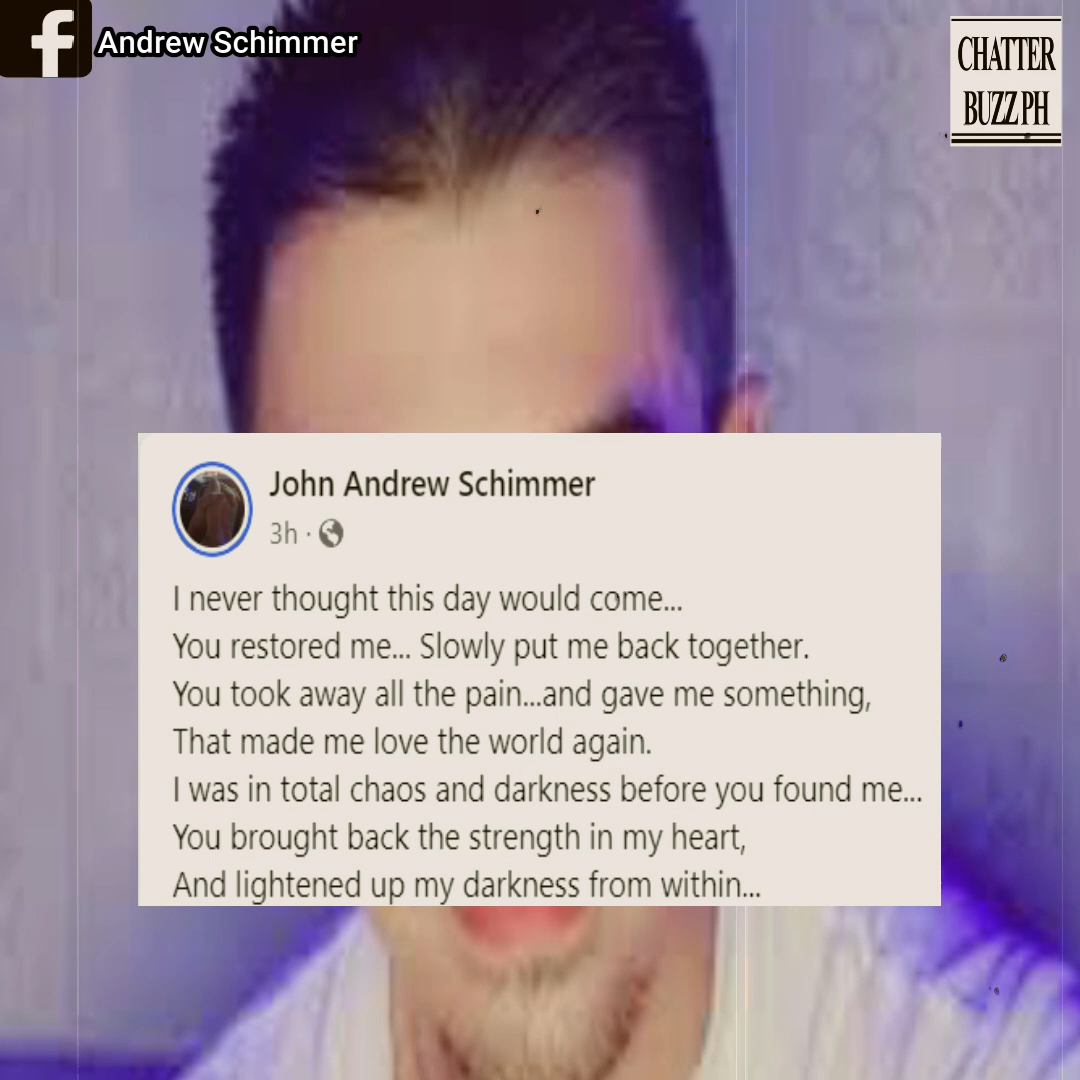 Andrew Schimmer
CHATTER
BUZZ PH
John Andrew Schimmer
3h ·
I never thought this day would come...
You restored me... Slowly put me back together.
You took away all the pain...and gave me something,
That made me love the world again.
I was in total chaos and darkness before you found me...
You brought back the strength in my heart,
And lightened up my darkness from within...